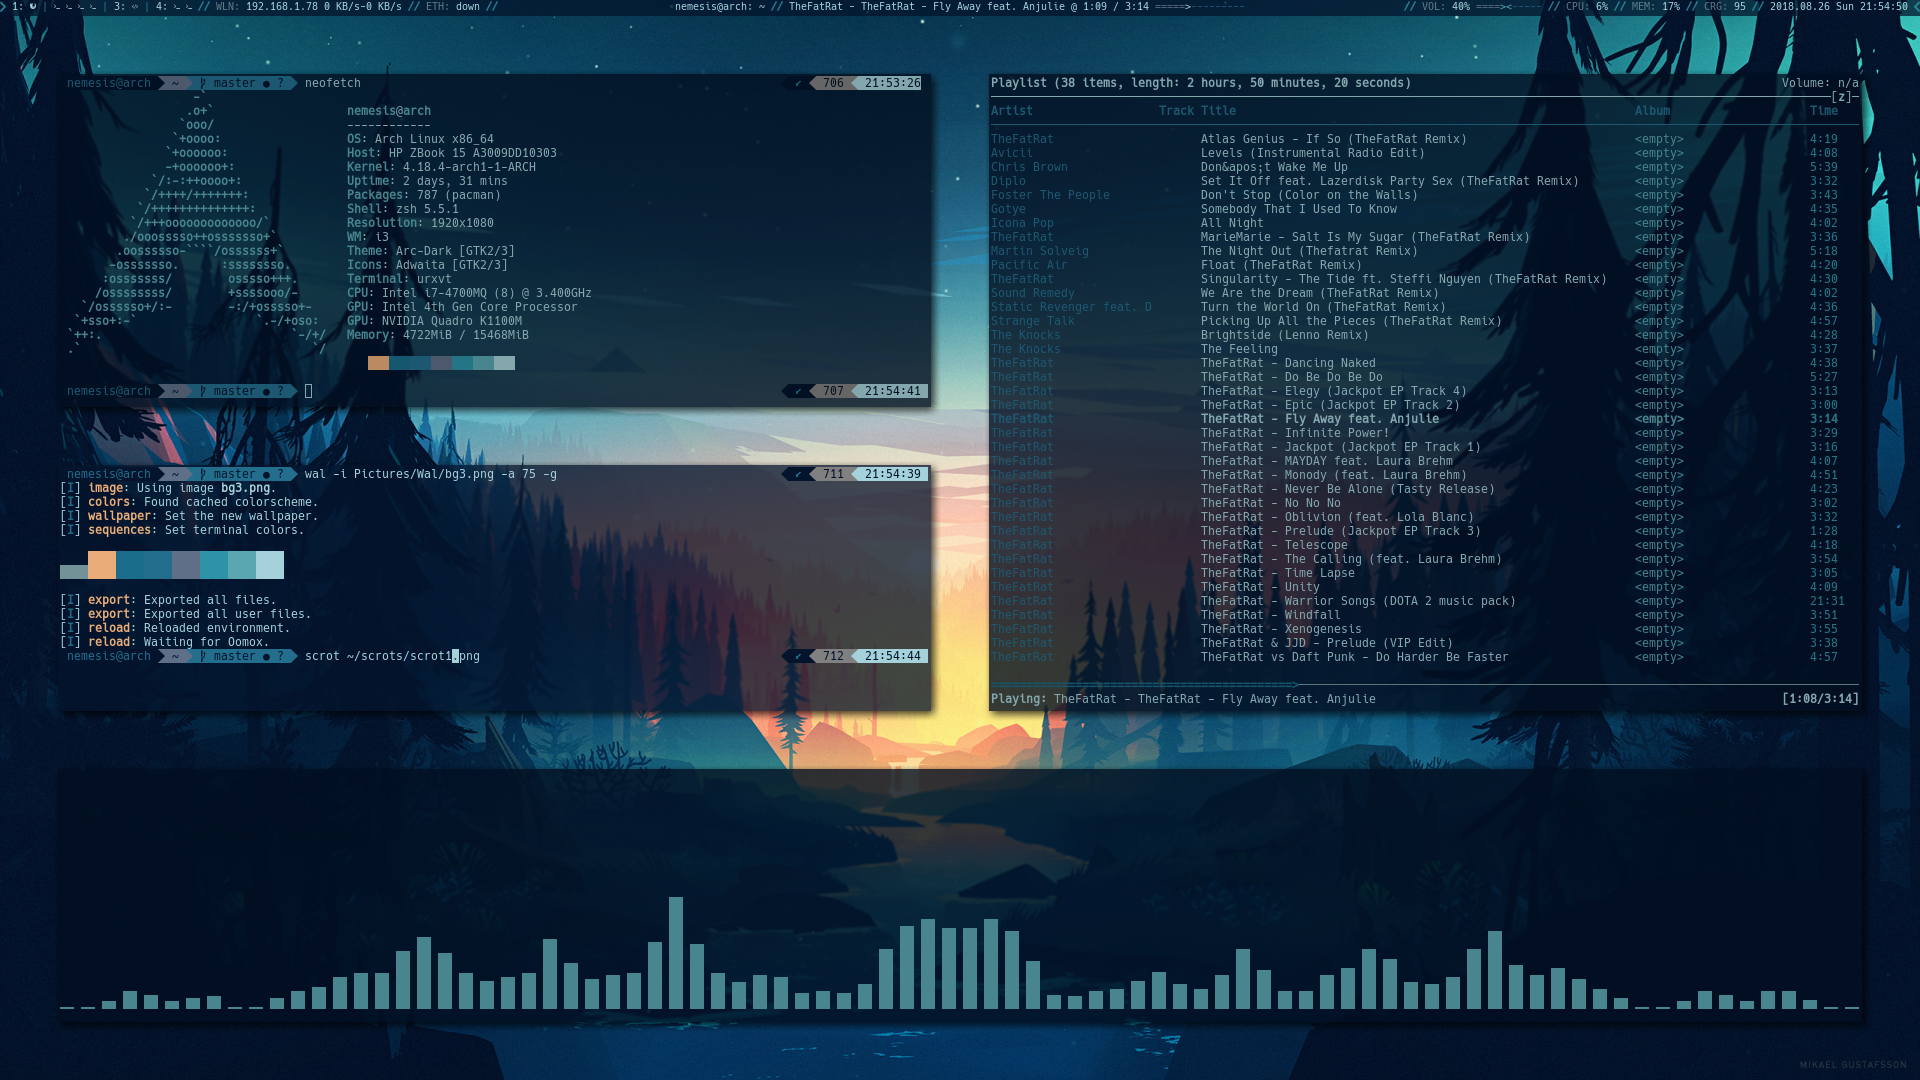 1: | 3: | 4: // WLN: 192.168.1.78 0 KB/s-0 KB/s // ETH: down //
nemesis@arch: ~ // TheFatRat - TheFatRat - Fly Away feat. Anjulie @ 1:09 / 3:14 =====>---------
// VOL: 40% ====><----- // CPU: 6% // MEM: 17% // CRG: 95 // 2018.08.26 Sun 21:54:50
nemesis@arch ~ master ● ? neofetch ✔ 706 21:53:26
nemesis@arch
------------
OS: Arch Linux x86_64
Host: HP ZBook 15 A3009DD10303
Kernel: 4.18.4-arch1-1-ARCH
Uptime: 2 days, 31 mins
Packages: 787 (pacman)
Shell: zsh 5.5.1
Resolution: 1920x1080
WM: i3
Theme: Arc-Dark [GTK2/3]
Icons: Adwaita [GTK2/3]
Terminal: urxvt
CPU: Intel i7-4700MQ (8) @ 3.400GHz
GPU: Intel 4th Gen Core Processor
GPU: NVIDIA Quadro K1100M
Memory: 4722MiB / 15468MiB
nemesis@arch ~ master ● ? ✔ 707 21:54:41
nemesis@arch ~ master ● ? wal -i Pictures/Wal/bg3.png -a 75 -g ✔ 711 21:54:39
[I] image: Using image bg3.png.
[I] colors: Found cached colorscheme.
[I] wallpaper: Set the new wallpaper.
[I] sequences: Set terminal colors.
[I] export: Exported all files.
[I] export: Exported all user files.
[I] reload: Reloaded environment.
[I] reload: Waiting for Oomox.
nemesis@arch ~ master ● ? scrot ~/scrots/scrot1.png ✔ 712 21:54:44
Playlist (38 items, length: 2 hours, 50 minutes, 20 seconds) Volume: n/a
[z]
Artist Track Title Album Time
TheFatRat Atlas Genius - If So (TheFatRat Remix) <empty> 4:19
Avicii Levels (Instrumental Radio Edit) <empty> 4:08
Chris Brown Don&apos;t Wake Me Up <empty> 5:39
Diplo Set It Off feat. Lazerdisk Party Sex (TheFatRat Remix) <empty> 3:32
Foster The People Don't Stop (Color on the Walls) <empty> 3:43
Gotye Somebody That I Used To Know <empty> 4:35
Icona Pop All Night <empty> 4:02
TheFatRat MarieMarie - Salt Is My Sugar (TheFatRat Remix) <empty> 3:36
Martin Solveig The Night Out (Thefatrat Remix) <empty> 5:18
Pacific Air Float (TheFatRat Remix) <empty> 4:20
TheFatRat Singularity - The Tide ft. Steffi Nguyen (TheFatRat Remix) <empty> 4:30
Sound Remedy We Are the Dream (TheFatRat Remix) <empty> 4:02
Static Revenger feat. D Turn the World On (TheFatRat Remix) <empty> 4:36
Strange Talk Picking Up All the Pieces (TheFatRat Remix) <empty> 4:57
The Knocks Brightside (Lenno Remix) <empty> 4:28
The Knocks The Feeling <empty> 3:37
TheFatRat TheFatRat - Dancing Naked <empty> 4:38
TheFatRat TheFatRat - Do Be Do Be Do <empty> 5:27
TheFatRat TheFatRat - Elegy (Jackpot EP Track 4) <empty> 3:13
TheFatRat TheFatRat - Epic (Jackpot EP Track 2) <empty> 3:00
TheFatRat TheFatRat - Fly Away feat. Anjulie <empty> 3:14
TheFatRat TheFatRat - Infinite Power! <empty> 3:29
TheFatRat TheFatRat - Jackpot (Jackpot EP Track 1) <empty> 3:16
TheFatRat TheFatRat - MAYDAY feat. Laura Brehm <empty> 4:07
TheFatRat TheFatRat - Monody (feat. Laura Brehm) <empty> 4:51
TheFatRat TheFatRat - Never Be Alone (Tasty Release) <empty> 4:23
TheFatRat TheFatRat - No No No <empty> 3:02
TheFatRat TheFatRat - Oblivion (feat. Lola Blanc) <empty> 3:32
TheFatRat TheFatRat - Prelude (Jackpot EP Track 3) <empty> 1:28
TheFatRat TheFatRat - Telescope <empty> 4:18
TheFatRat TheFatRat - The Calling (feat. Laura Brehm) <empty> 3:54
TheFatRat TheFatRat - Time Lapse <empty> 3:05
TheFatRat TheFatRat - Unity <empty> 4:09
TheFatRat TheFatRat - Warrior Songs (DOTA 2 music pack) <empty> 21:31
TheFatRat TheFatRat - Windfall <empty> 3:51
TheFatRat TheFatRat - Xenogenesis <empty> 3:55
TheFatRat TheFatRat & JJD - Prelude (VIP Edit) <empty> 3:38
TheFatRat TheFatRat vs Daft Punk - Do Harder Be Faster <empty> 4:57
Playing: TheFatRat - TheFatRat - Fly Away feat. Anjulie [1:08/3:14]
MIKAEL GUSTAFSSON